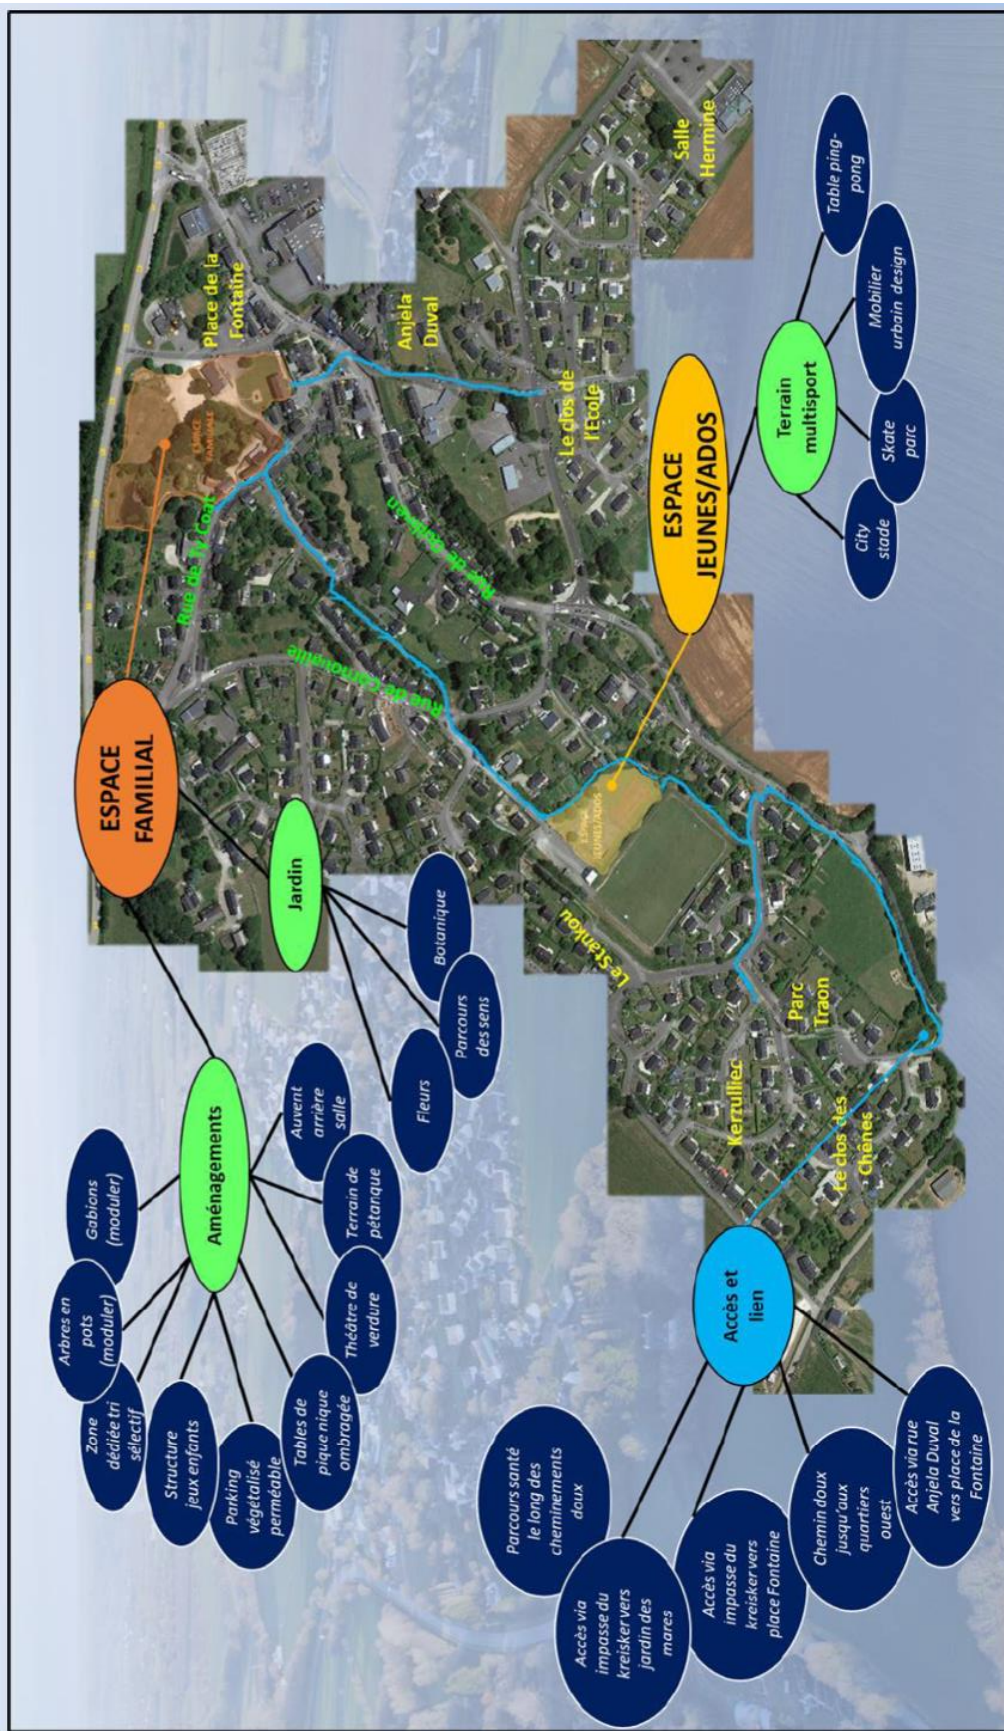 Zone
dédiée tri
sélectif
Arbres en
pots
(moduler)
Gabions
(moduler)
Structure
jeux enfants
Parking
végétalisé
perméable
Tables de
pique nique
ombragée
Théâtre de
verdure
Terrain de
pétanque
Auvent
arrière
salle
Aménagements
ESPACE
FAMILIAL
Jardin
Fleurs
Parcours
des sens
Botanique
Rue de Ty Coat
ESPACE
FAMILIALE
Place de la
Fontaine
Rue de Cornouaille
Anjela
Duval
Le clos de
l'Ecole
Salle
Hermine
Le Stankou
ESPACE
JEUNES/ADOS
Kerzulliec
Parc
Traon
Le clos des
Chênes
ESPACE
JEUNES/ADOS
Terrain
multisport
City
stade
Skate
parc
Mobilier
urbain design
Table ping-
pong
Accès et
lien
Parcours santé
le long des
cheminements
doux
Accès via
impasse du
kreisker vers
jardin des
mares
Accès via
impasse du
kreisker vers
place Fontaine
Chemin doux
jusqu'aux
quartiers
ouest
Accès via rue
Anjela Duval
vers place de la
Fontaine